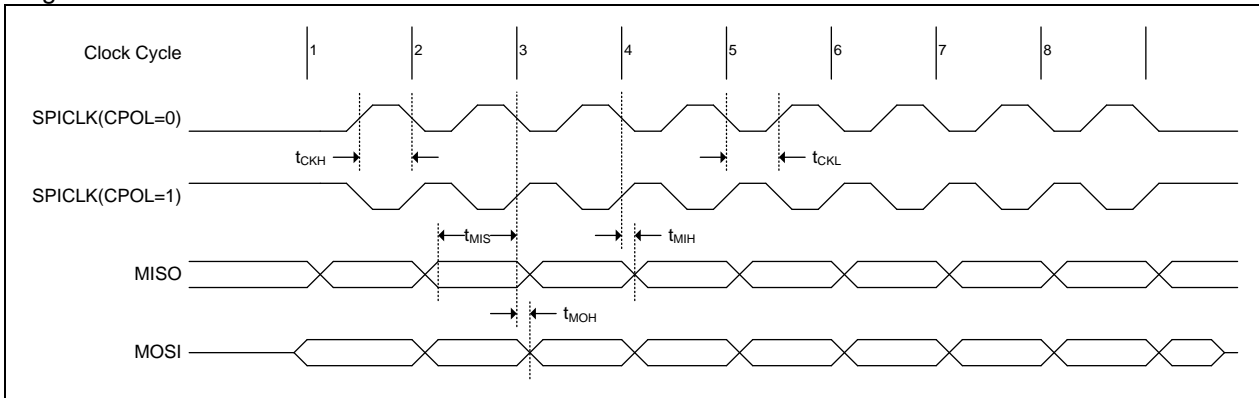 Clock Cycle 1 2 3 4 5 6 7 8
SPICLK(CPOL=0)
tCKH tCKL
SPICLK(CPOL=1)
tMIS tMIH
MISO
tMOH
MOSI